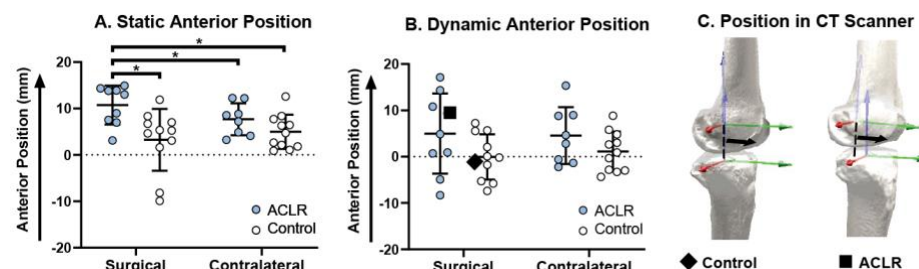 A. Static Anterior Position
*
*
*
Anterior Position (mm)
20
10
0
-10
-20
ACLR
Control
Surgical
Contralateral
B. Dynamic Anterior Position
Anterior Position (mm)
20
10
0
-10
-20
ACLR
Control
Surgical
Contralateral
C. Position in CT Scanner
Control
ACLR